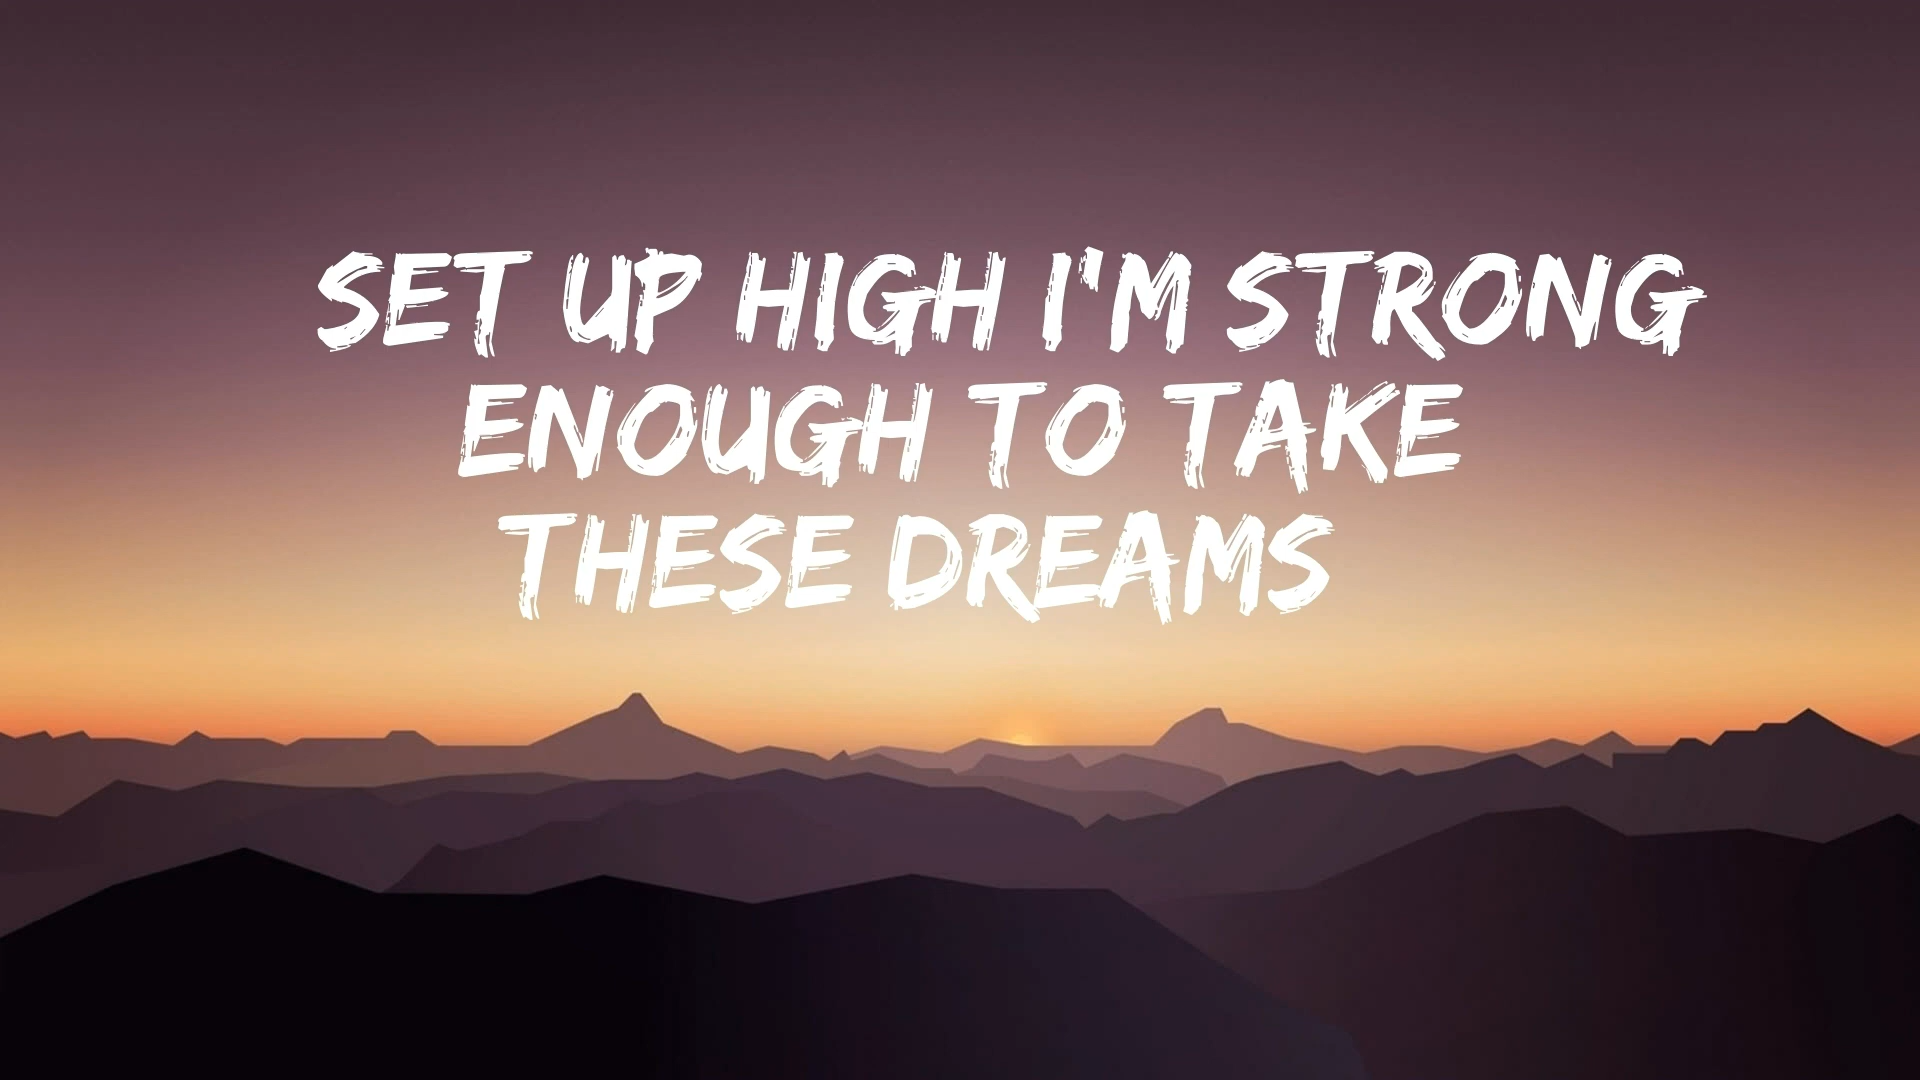 SET UP HIGH I'M STRONG
ENOUGH TO TAKE
THESE DREAMS